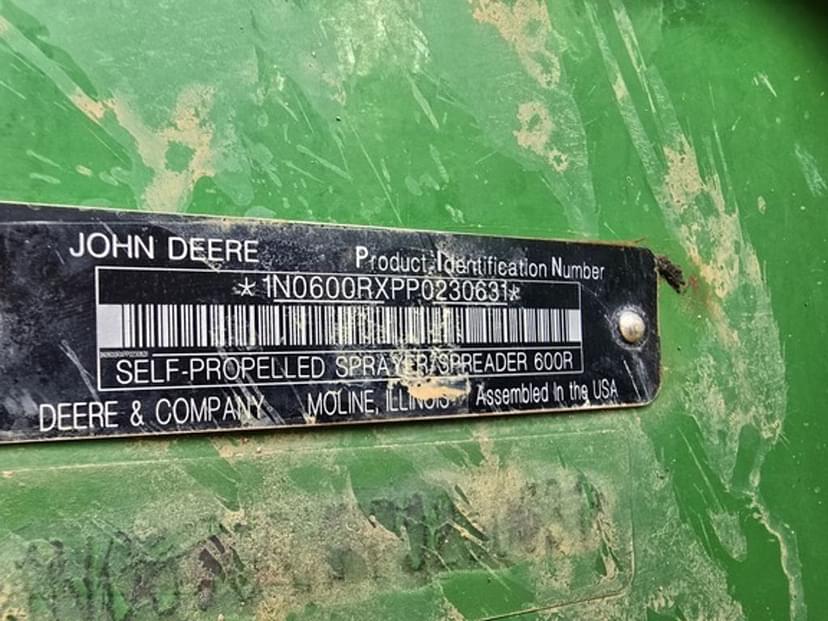 JOHN DEERE
Product Identification Number
*1N0600RXPP0230631*
SELF-PROPELLED SPRAYER/SPREADER 600R
DEERE & COMPANY MOLINE, ILLINOIS Assembled in the USA